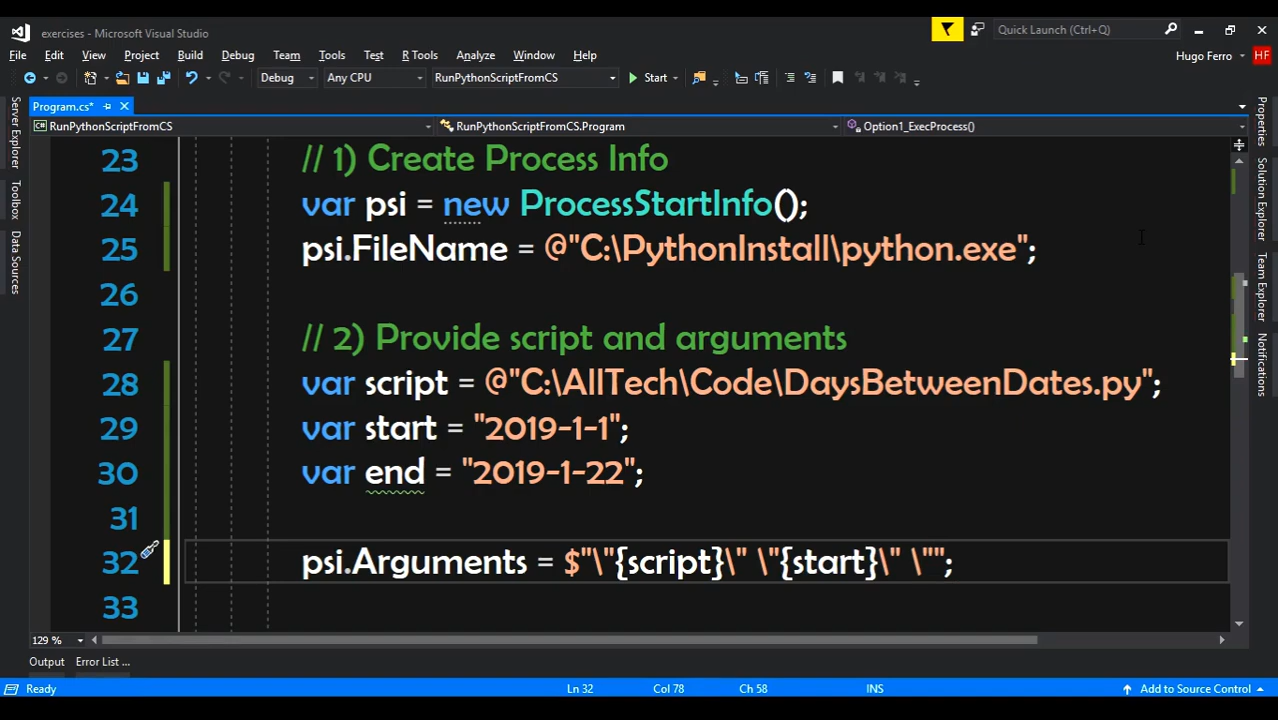 exercises - Microsoft Visual Studio
Quick Launch (Ctrl+Q)
File Edit View Project Build Debug Team Tools Test R Tools Analyze Window Help
Hugo Ferro HF
Debug Any CPU RunPythonScriptFromCS Start
Program.cs*
RunPythonScriptFromCS RunPythonScriptFromCS.Program Option1_ExecProcess()
Server Explorer
Toolbox
Data Sources
23 // 1) Create Process Info
24 var psi = new ProcessStartInfo();
25 psi.FileName = @"C:\PythonInstall\python.exe";
26
27 // 2) Provide script and arguments
28 var script = @"C:\AllTech\Code\DaysBetweenDates.py";
29 var start = "2019-1-1";
30 var end = "2019-1-22";
31
32 psi.Arguments = $"\"{script}\" \"{start}\" \"";
33
Properties
Solution Explorer
Team Explorer
Notifications
129 %
Output Error List ...
Ready Ln 32 Col 78 Ch 58 INS Add to Source Control